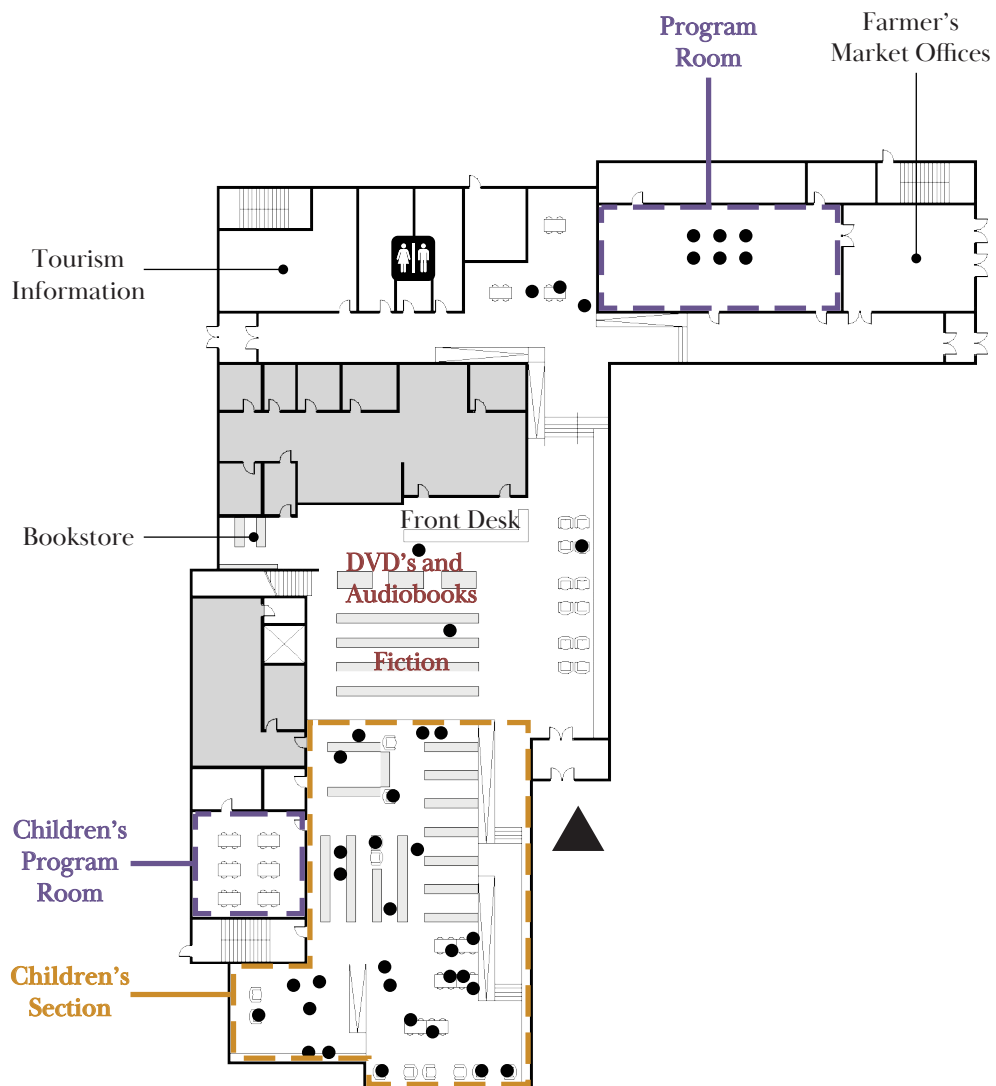 Program
Room
Farmer's
Market Offices
Tourism
Information
Bookstore
Front Desk
DVD's and
Audiobooks
Fiction
Children's
Program
Room
Children's
Section